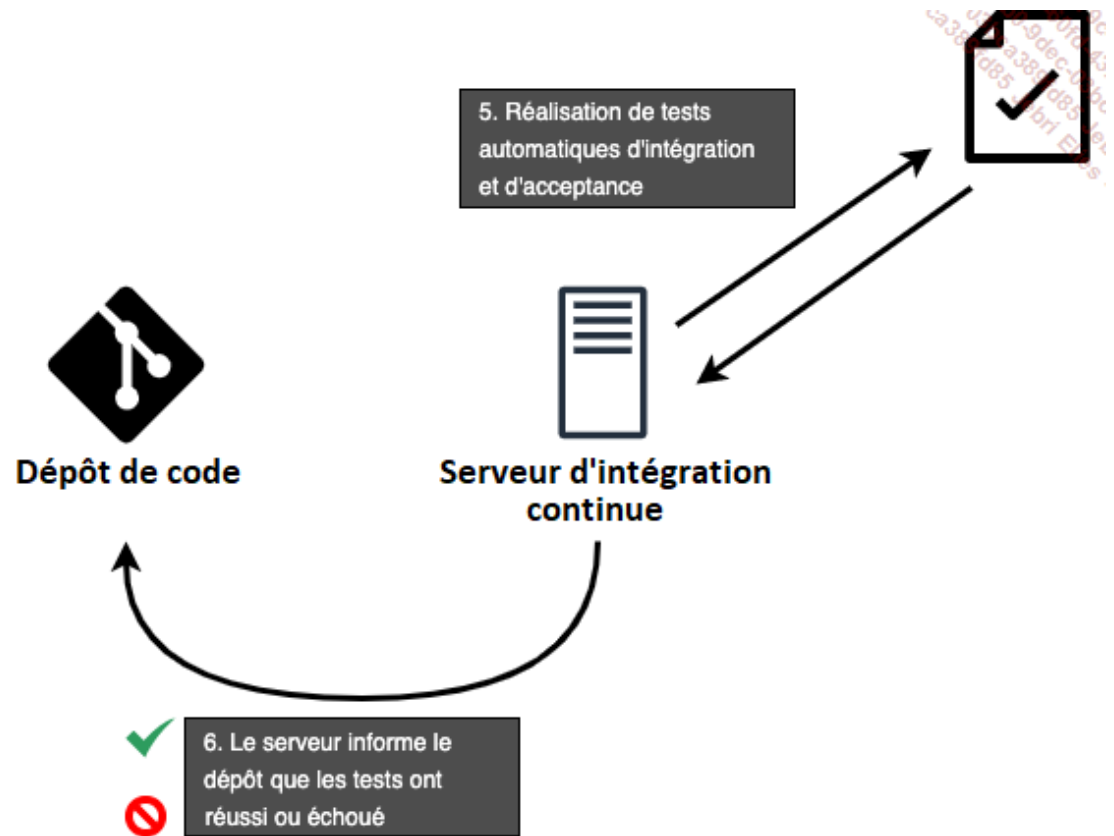 5. Réalisation de tests
automatiques d'intégration
et d'acceptance
Dépôt de code
Serveur d'intégration
continue
6. Le serveur informe le
dépôt que les tests ont
réussi ou échoué